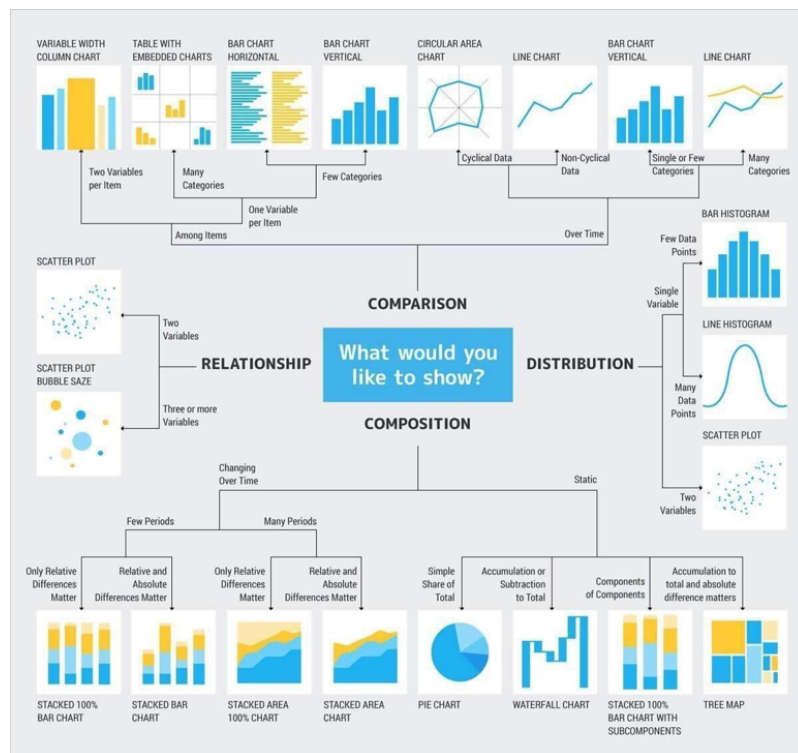 VARIABLE WIDTH
COLUMN CHART
TABLE WITH
EMBEDDED CHARTS
BAR CHART
HORIZONTAL
BAR CHART
VERTICAL
CIRCULAR AREA
CHART
LINE CHART
BAR CHART
VERTICAL
LINE CHART
Two Variables
per Item
Many
Categories
Few Categories
Cyclical Data
Non-Cyclical
Data
Single or Few
Categories
Many
Categories
One Variable
per Item
Among Items
Over Time
BAR HISTOGRAM
Few Data
Points
Single
Variable
LINE HISTOGRAM
Many
Data
Points
SCATTER PLOT
Two
Variables
SCATTER PLOT
Two
Variables
SCATTER PLOT
BUBBLE SAZE
Three or more
Variables
COMPARISON
RELATIONSHIP
What would you
like to show?
DISTRIBUTION
COMPOSITION
Changing
Over Time
Static
Few Periods
Many Periods
Only Relative
Differences
Matter
Relative and
Absolute
Differences Matter
Only Relative
Differences
Matter
Relative and
Absolute
Differences Matter
Simple
Share of
Total
Accumulation or
Subtraction
to Total
Components
of Components
Accumulation to
total and absolute
difference matters
STACKED 100%
BAR CHART
STACKED BAR
CHART
STACKED AREA
100% CHART
STACKED AREA
CHART
PIE CHART
WATERFALL CHART
STACKED 100%
BAR CHART WITH
SUBCOMPONENTS
TREE MAP